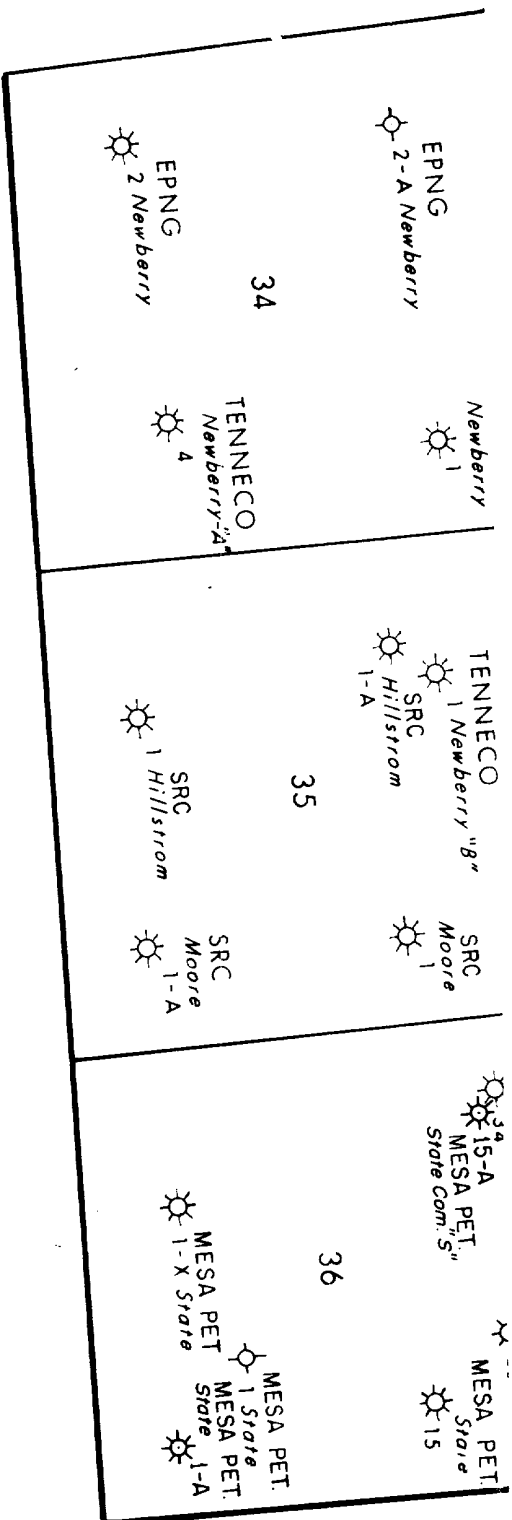 EPNG
2-A Newberry
Newberry
1
EPNG
2 Newberry
34
TENNECO
Newberry-"A"
4
TENNECO
1 Newberry "B"
SRC
Hillstrom
1-A
SRC
Moore
1
35
SRC
1 Hillstrom
SRC
Moore
1-A
34
15-A
MESA PET.
State Com. "S"
MESA PET.
State
15
36
MESA PET
1-X State
MESA PET.
1 State
MESA PET.
State
1-A